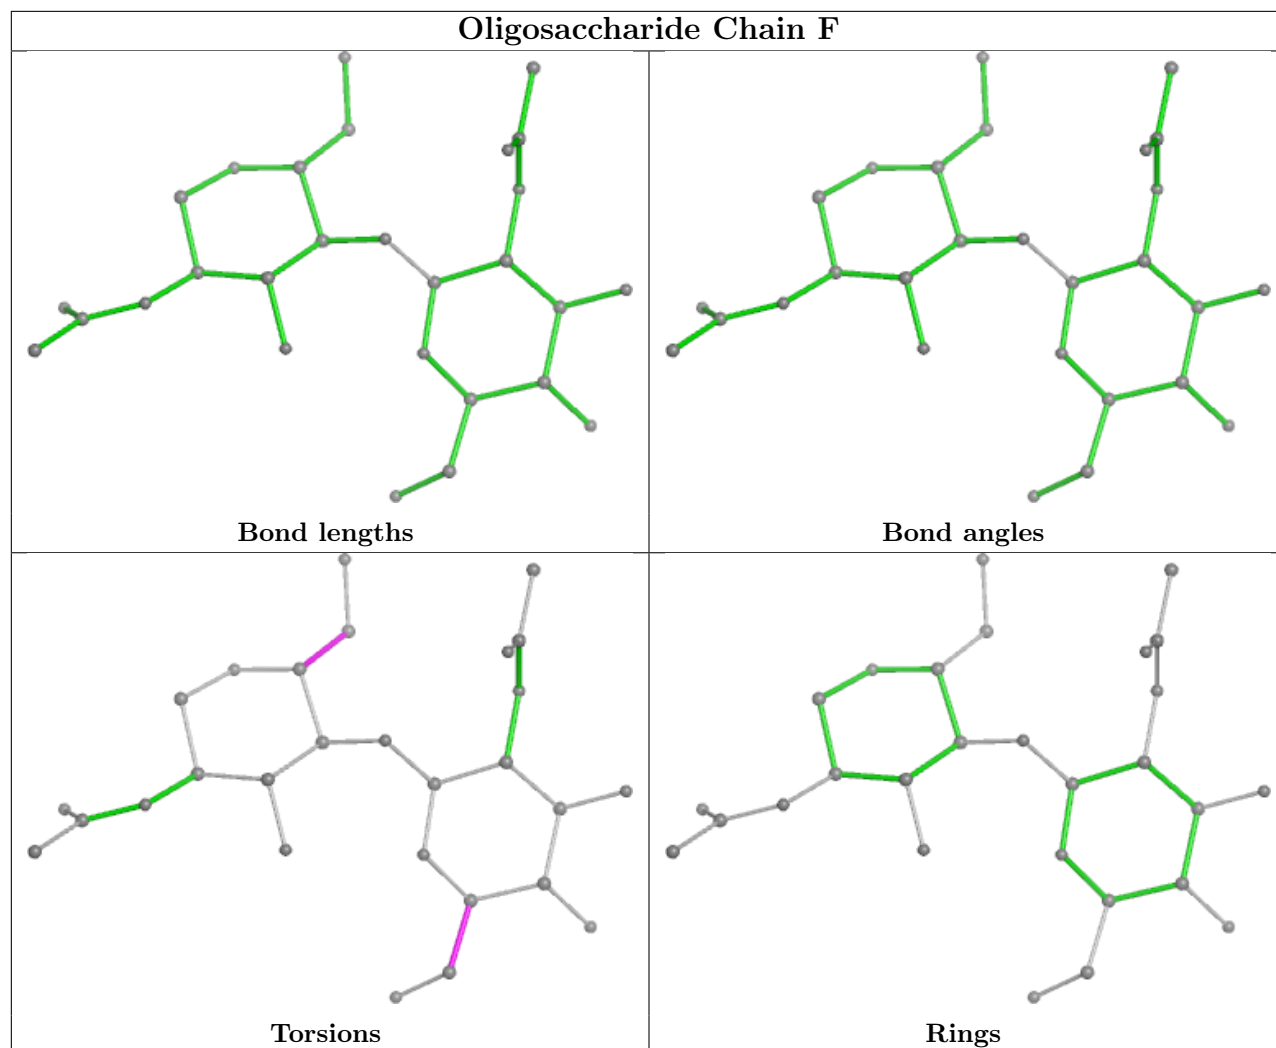 Oligosaccharide Chain F
Bond lengths
Bond angles
Torsions
Rings